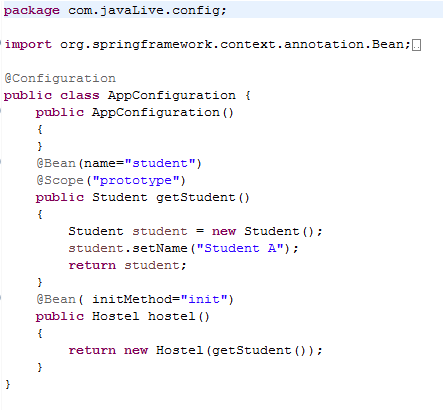 package com.javaLive.config;
import org.springframework.context.annotation.Bean;
@Configuration
public class AppConfiguration {
    public AppConfiguration()
    {
    }
    @Bean(name="student")
    @Scope("prototype")
    public Student getStudent()
    {
        Student student = new Student();
        student.setName("Student A");
        return student;
    }
    @Bean( initMethod="init")
    public Hostel hostel()
    {
        return new Hostel(getStudent());
    }
}